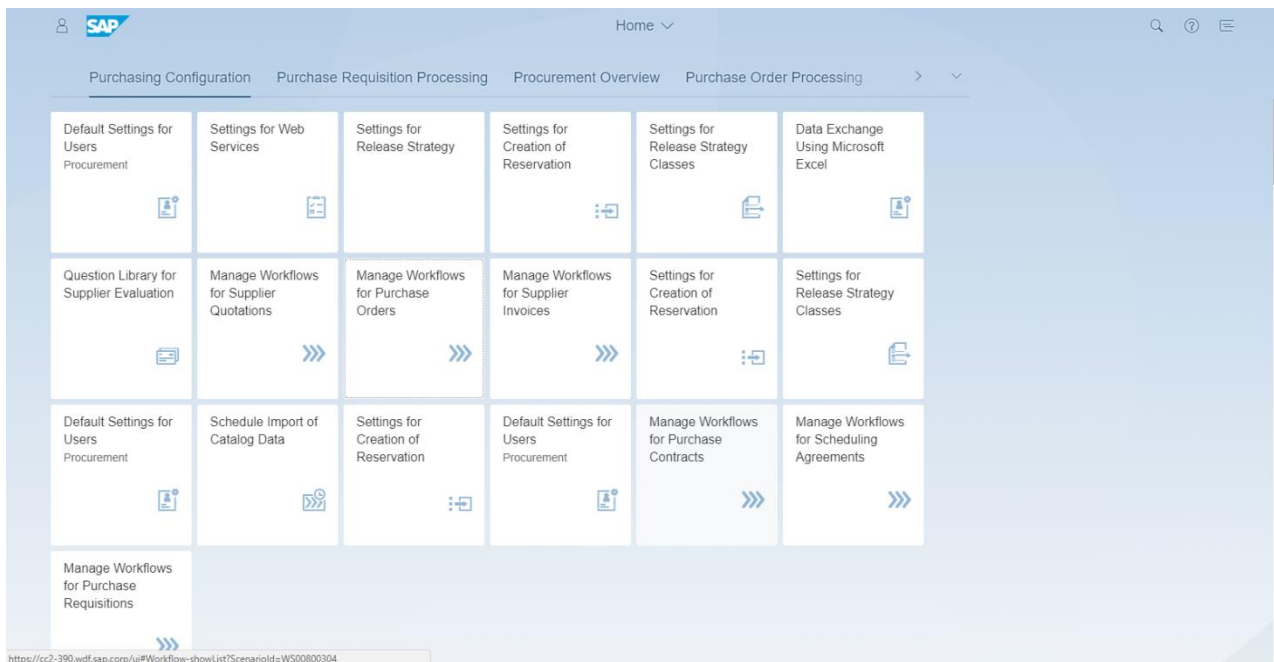 SAP
Home
Purchasing Configuration
Purchase Requisition Processing
Procurement Overview
Purchase Order Processing
Default Settings for
Users
Procurement
Settings for Web
Services
Settings for
Release Strategy
Settings for
Creation of
Reservation
Settings for
Release Strategy
Classes
Data Exchange
Using Microsoft
Excel
Question Library for
Supplier Evaluation
Manage Workflows
for Supplier
Quotations
Manage Workflows
for Purchase
Orders
Manage Workflows
for Supplier
Invoices
Settings for
Creation of
Reservation
Settings for
Release Strategy
Classes
Default Settings for
Users
Procurement
Schedule Import of
Catalog Data
Settings for
Creation of
Reservation
Default Settings for
Users
Procurement
Manage Workflows
for Purchase
Contracts
Manage Workflows
for Scheduling
Agreements
Manage Workflows
for Purchase
Requisitions
https://cc2-390.wdf.sap.corp/ui#Workflow-showList?ScenarioId=WS00800304